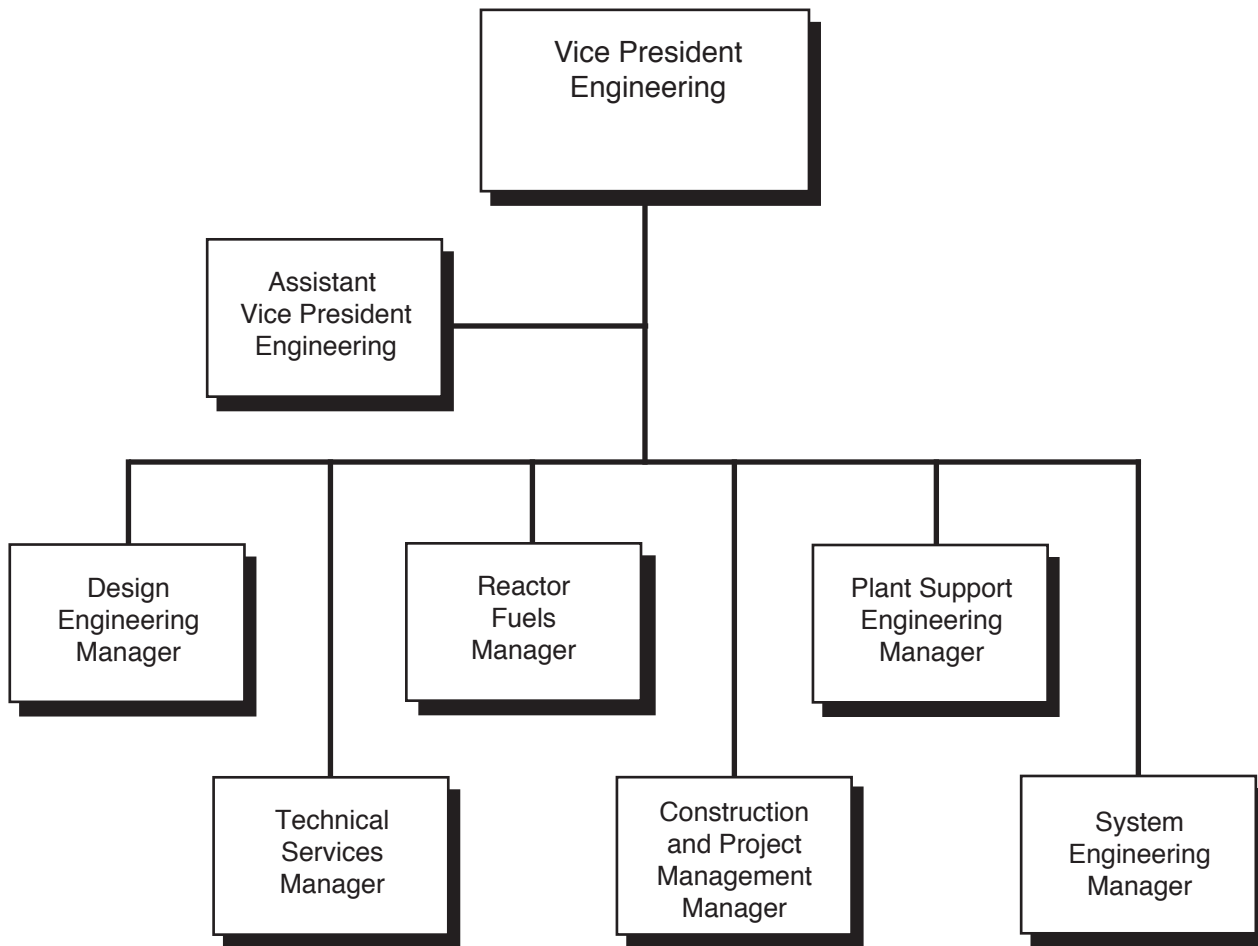 Vice President
Engineering
Assistant
Vice President
Engineering
Design
Engineering
Manager
Reactor
Fuels
Manager
Plant Support
Engineering
Manager
Technical
Services
Manager
Construction
and Project
Management
Manager
System
Engineering
Manager